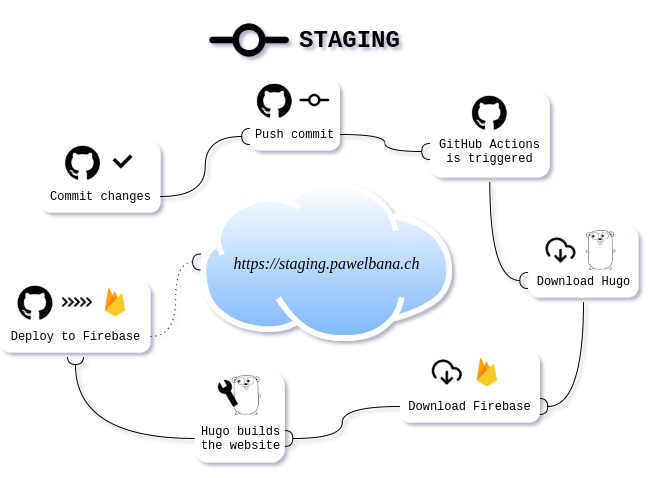 STAGING
Push commit
GitHub Actions
is triggered
Commit changes
https://staging.pawelbana.ch
Download Hugo
Deploy to Firebase
Download Firebase
Hugo builds
the website